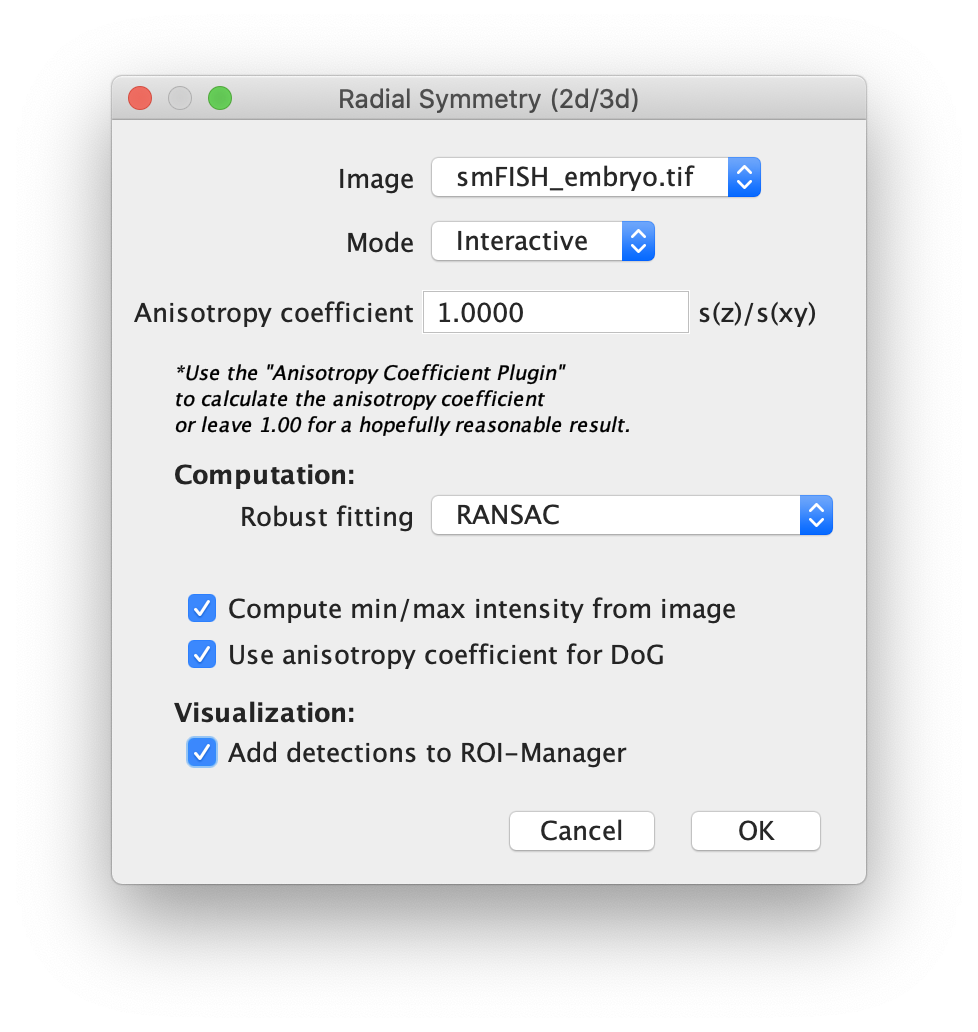 Radial Symmetry (2d/3d)
Image smFISH_embryo.tif
Mode Interactive
Anisotropy coefficient 1.0000 s(z)/s(xy)
*Use the "Anisotropy Coefficient Plugin"
to calculate the anisotropy coefficient
or leave 1.00 for a hopefully reasonable result.
Computation:
Robust fitting RANSAC
Compute min/max intensity from image
Use anisotropy coefficient for DoG
Visualization:
Add detections to ROI-Manager
Cancel OK